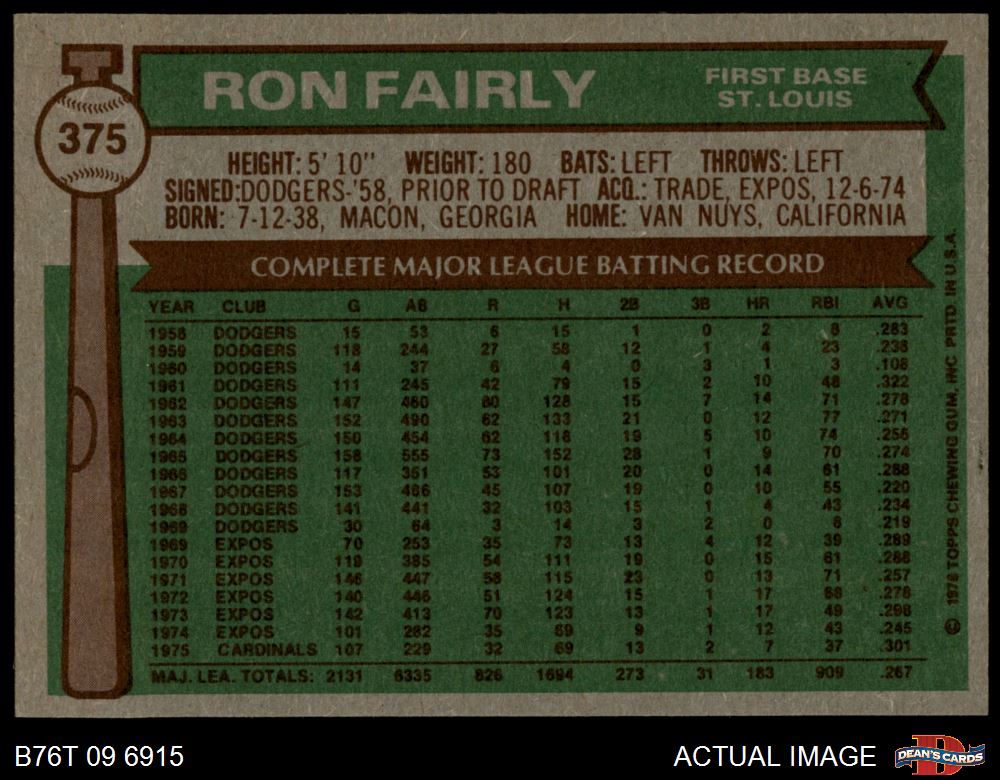 375
RON FAIRLY
FIRST BASE
ST. LOUIS
HEIGHT: 5' 10" WEIGHT: 180 BATS: LEFT THROWS: LEFT
SIGNED: DODGERS-'58, PRIOR TO DRAFT ACQ.: TRADE, EXPOS, 12-6-74
BORN: 7-12-38, MACON, GEORGIA HOME: VAN NUYS, CALIFORNIA
COMPLETE MAJOR LEAGUE BATTING RECORD
YEAR CLUB G AB R H 2B 3B HR RBI AVG
1958 DODGERS 15 53 6 15 1 0 2 8 .283
1959 DODGERS 118 244 27 58 12 1 4 23 .238
1960 DODGERS 14 37 6 4 0 3 1 3 .108
1961 DODGERS 111 245 42 79 15 2 10 48 .322
1962 DODGERS 147 460 80 128 15 7 14 71 .278
1963 DODGERS 152 490 62 133 21 0 12 77 .271
1964 DODGERS 150 454 62 116 19 5 10 74 .256
1965 DODGERS 158 555 73 152 28 1 9 70 .274
1966 DODGERS 117 351 53 101 20 0 14 61 .288
1967 DODGERS 153 486 45 107 19 0 10 55 .220
1968 DODGERS 141 441 32 103 15 1 4 43 .234
1969 DODGERS 30 64 3 14 3 2 0 8 .219
1969 EXPOS 70 253 35 73 13 4 12 39 .289
1970 EXPOS 119 385 54 111 19 0 15 61 .288
1971 EXPOS 146 447 58 115 23 0 13 71 .257
1972 EXPOS 140 446 51 124 15 1 17 68 .278
1973 EXPOS 142 413 70 123 13 1 17 49 .298
1974 EXPOS 101 282 35 69 9 1 12 43 .245
1975 CARDINALS 107 229 32 69 13 2 7 37 .301
MAJ. LEA. TOTALS: 2131 6335 826 1694 273 31 183 909 .267
© 1976 TOPPS CHEWING GUM, INC PRTD. IN U.S.A.
B76T 09 6915
ACTUAL IMAGE
DEAN'S CARDS